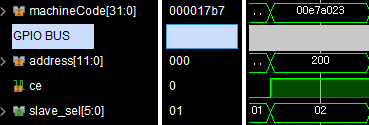 machineCode[31:0] 000017b7 .. 00e7a023
GPIO BUS
address[11:0] 000 .. 200
ce 0
slave_sel[5:0] 01 01 02